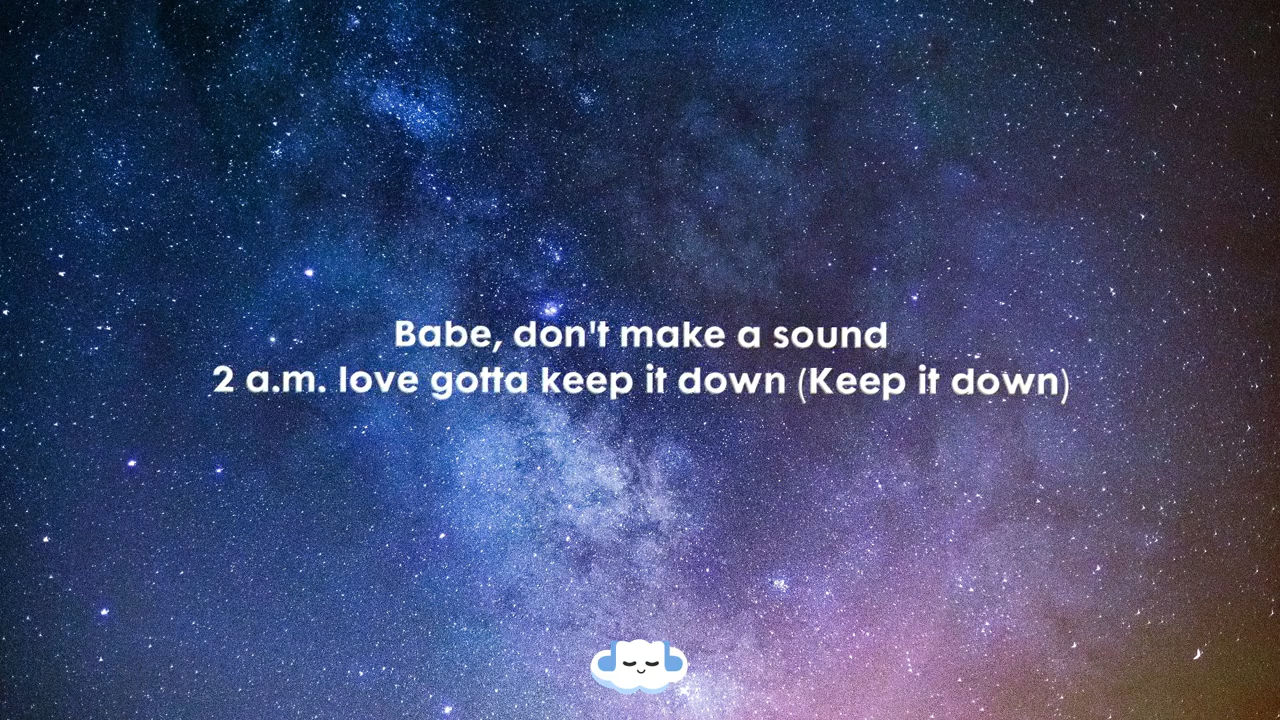 Babe, don't make a sound
2 a.m. love gotta keep it down (Keep it down)